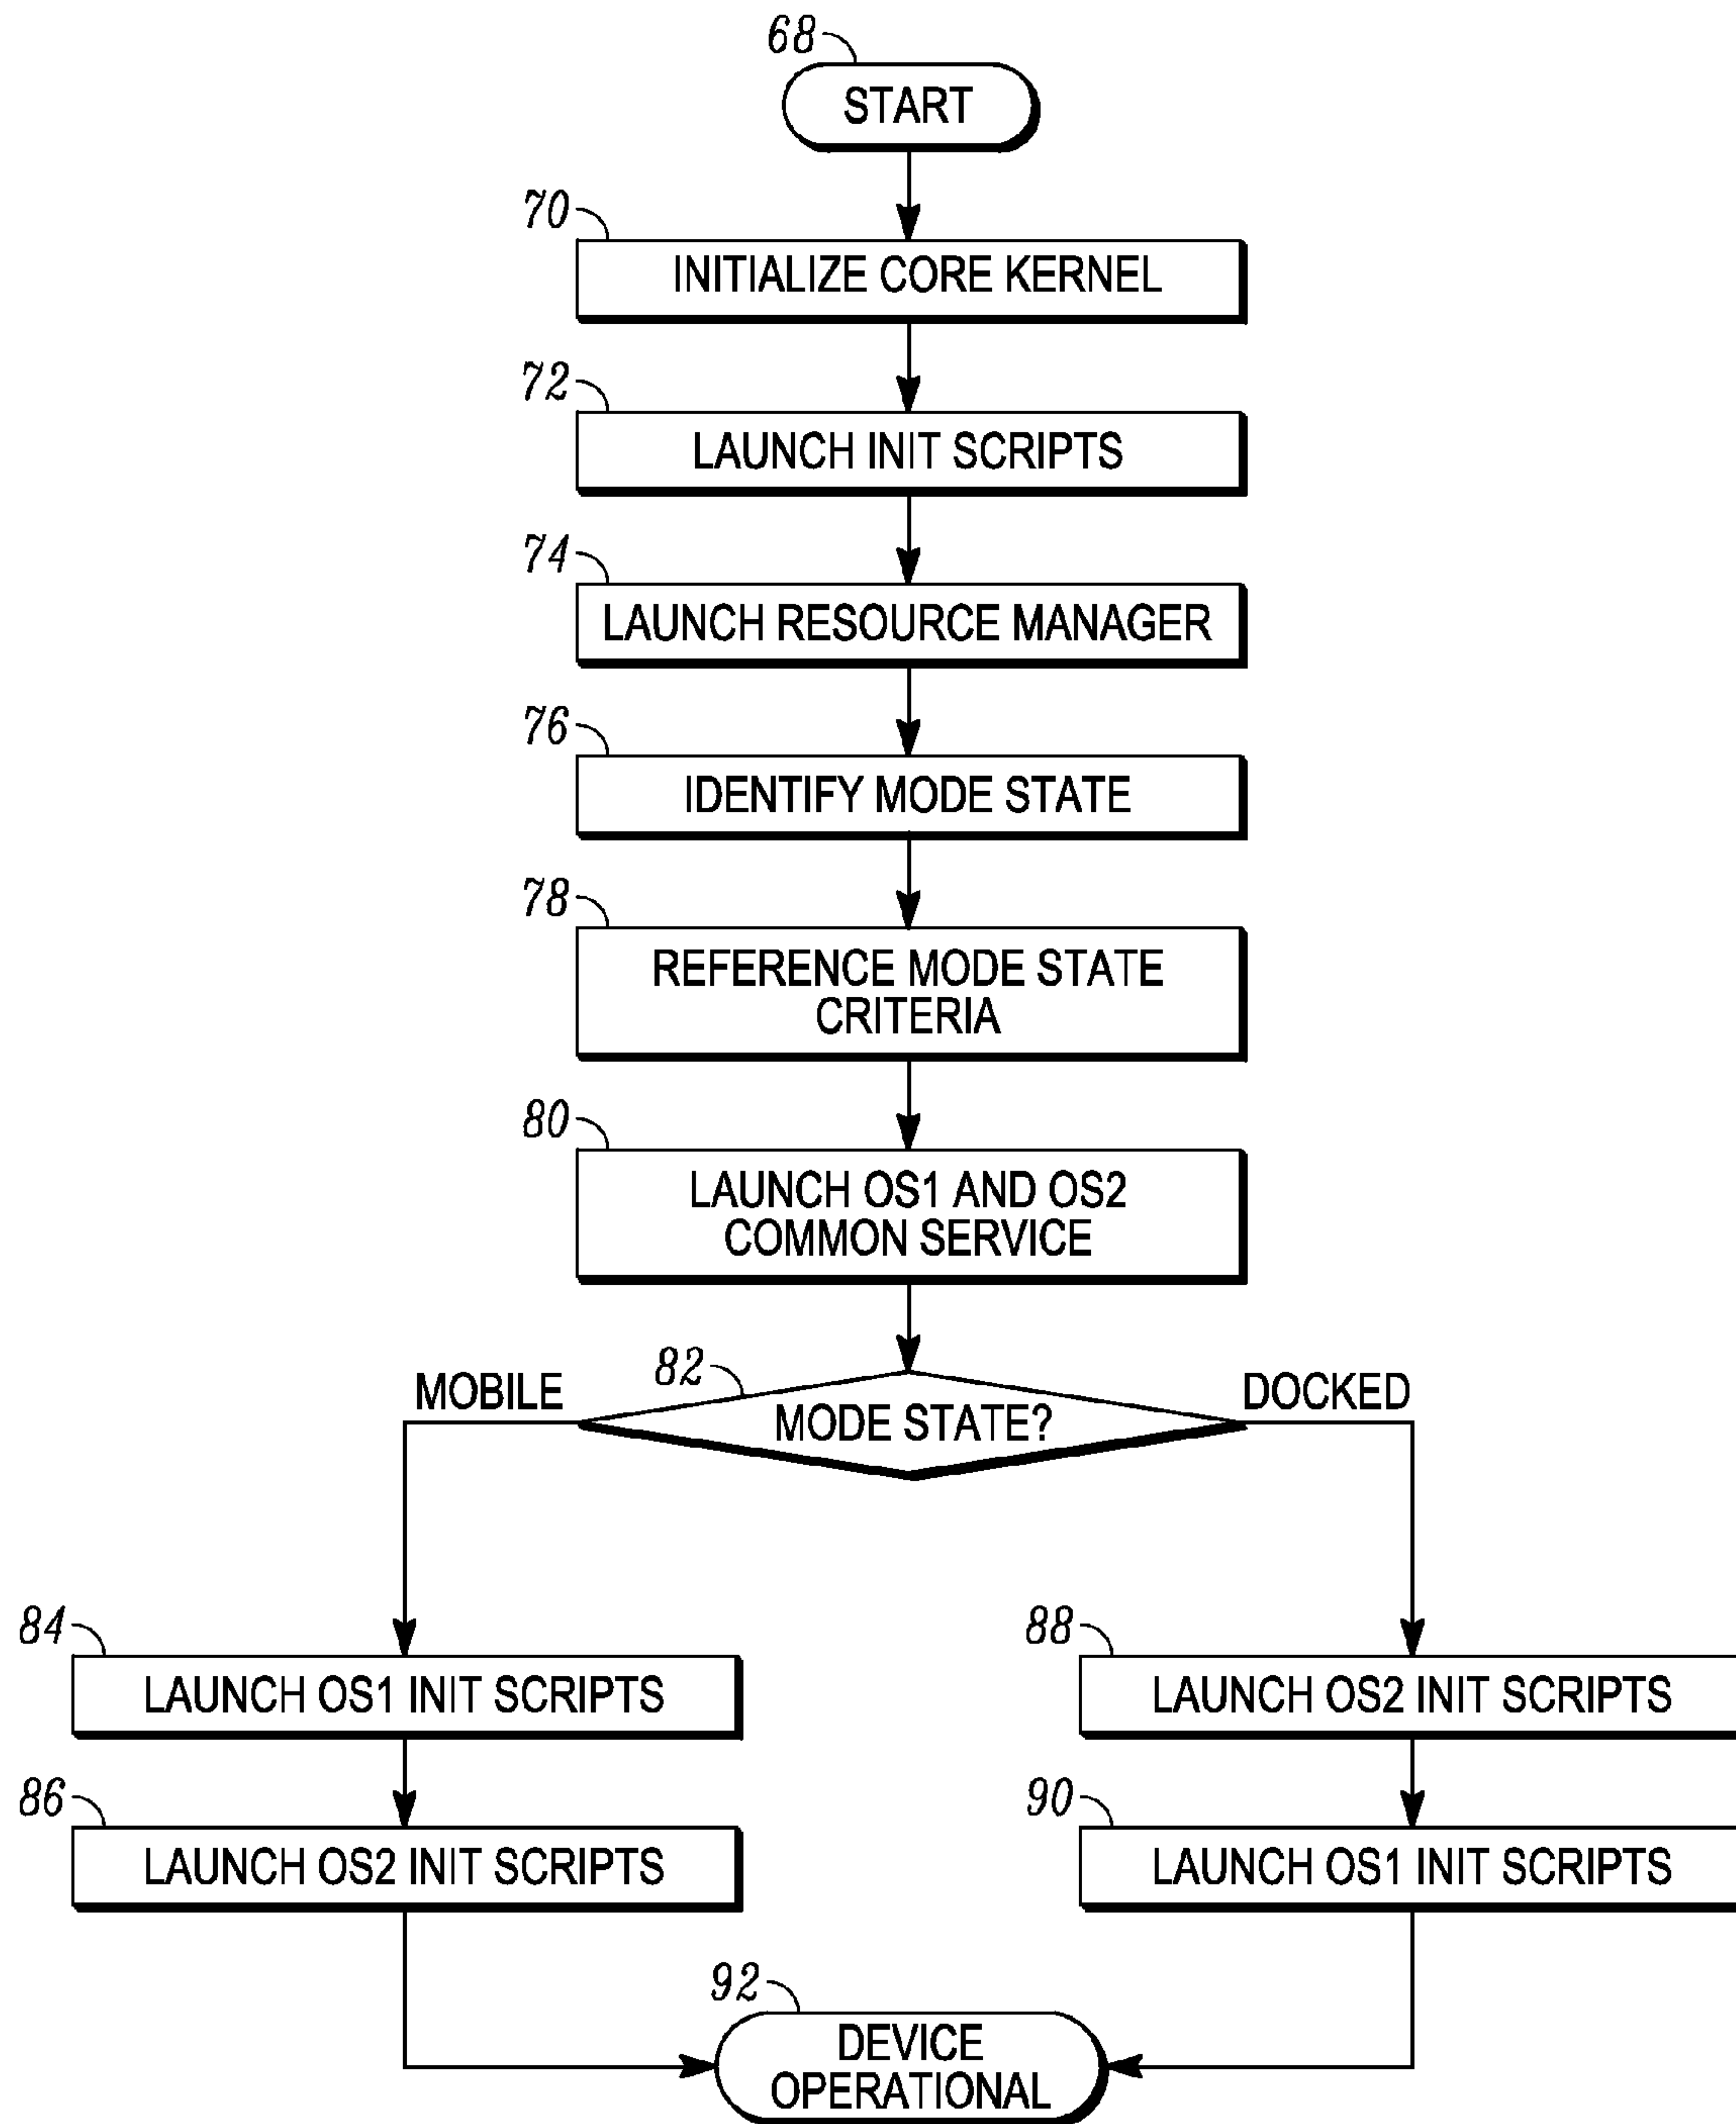 68
START
70
INITIALIZE CORE KERNEL
72
LAUNCH INIT SCRIPTS
74
LAUNCH RESOURCE MANAGER
76
IDENTIFY MODE STATE
78
REFERENCE MODE STATE
CRITERIA
80
LAUNCH OS1 AND OS2
COMMON SERVICE
82
MOBILE
MODE STATE?
DOCKED
84
LAUNCH OS1 INIT SCRIPTS
86
LAUNCH OS2 INIT SCRIPTS
88
LAUNCH OS2 INIT SCRIPTS
90
LAUNCH OS1 INIT SCRIPTS
92
DEVICE
OPERATIONAL